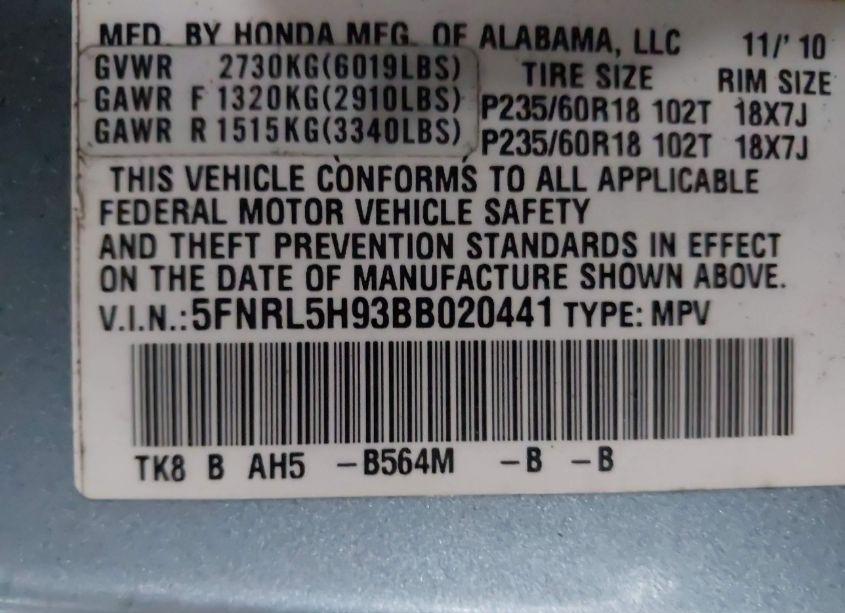 MFD. BY HONDA MFG. OF ALABAMA, LLC 11/' 10
GVWR 2730KG(6019LBS) TIRE SIZE RIM SIZE
GAWR F 1320KG(2910LBS) P235/60R18 102T 18X7J
GAWR R 1515KG(3340LBS) P235/60R18 102T 18X7J
THIS VEHICLE CONFORMS TO ALL APPLICABLE
FEDERAL MOTOR VEHICLE SAFETY
AND THEFT PREVENTION STANDARDS IN EFFECT
ON THE DATE OF MANUFACTURE SHOWN ABOVE.
V.I.N.: 5FNRL5H93BB020441 TYPE: MPV
TK8 B AH5 -B564M -B -B